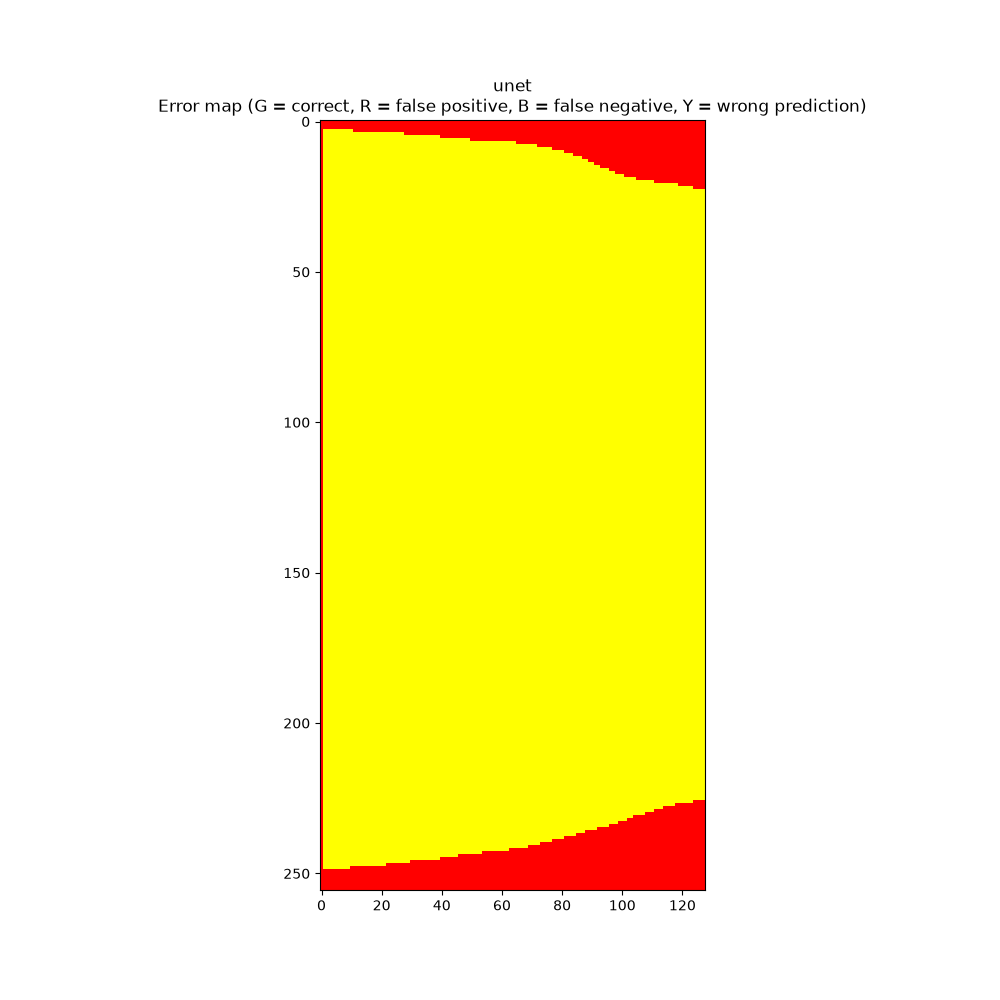 unet
Error map (G = correct, R = false positive, B = false negative, Y = wrong prediction)
0
50
100
150
200
250
0 20 40 60 80 100 120